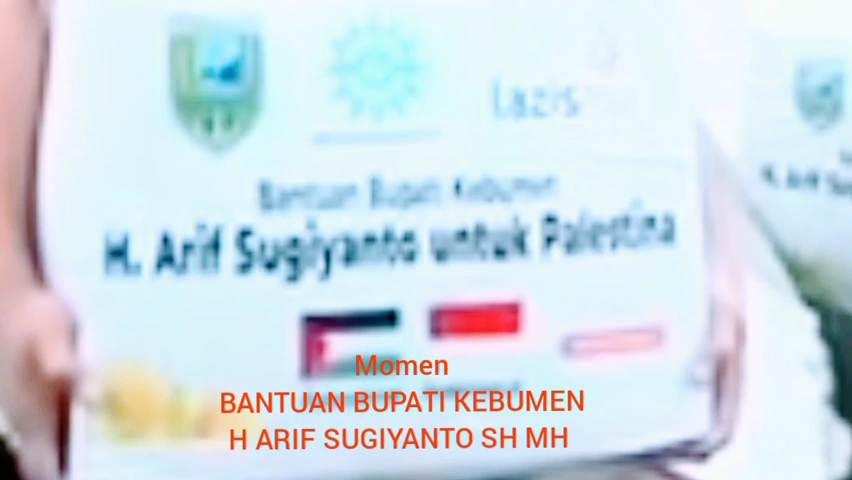 Lazis
Bantuan Bupati Kebumen
H. Arif Sugiyanto untuk Palestina
Momen
BANTUAN BUPATI KEBUMEN
H ARIF SUGIYANTO SH MH